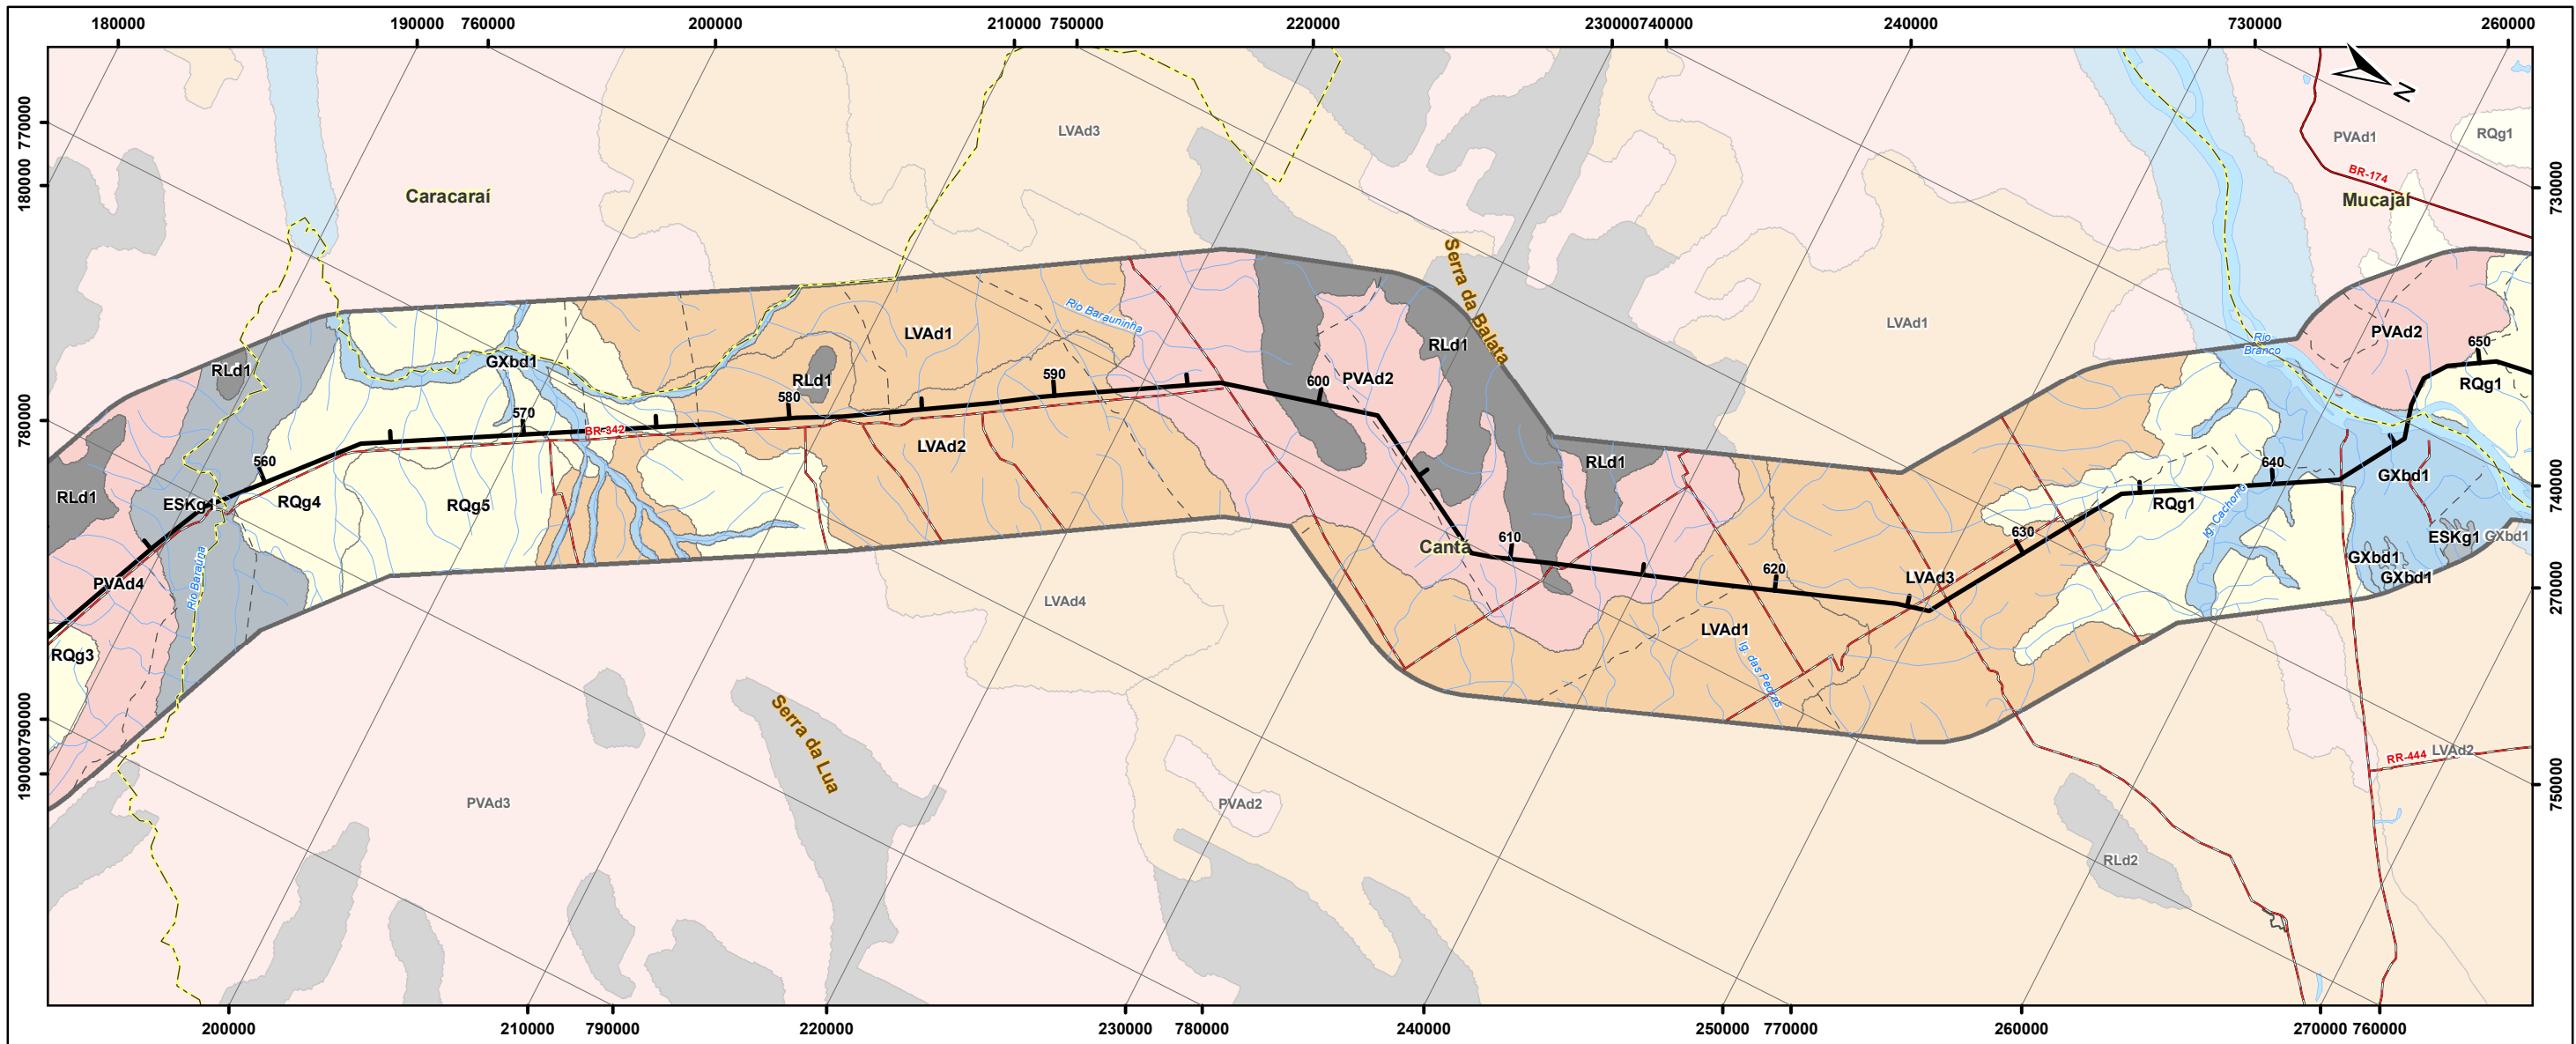 180000 190000 760000 200000 210000 750000 220000 230000 740000 240000 730000 260000
770000
180000
780000
790000
190000
730000
740000
270000
750000
N
LVAd3
PVAd1
RQg1
BR-174
Caracaraí
Mucajaí
Serra da Balata
Rio Barauninha
LVAd1
LVAd1
Rio
Branco
PVAd2
650
RLd1
GXbd1
RLd1
RLd1
590
600
PVAd2
RQg1
580
570
BR-342
LVAd2
560
RLd1
640
GXbd1
RLd1
ESKg1
RQg4
RQg5
RQg1
Ig. Cachorro
630
610
Cantá
ESKg1
GXbd1
GXbd1
GXbd1
620
LVAd3
PVAd4
Rio Baraúna
LVAd4
LVAd1
RQg3
Ig. das Pedras
Serra da Lua
RR-444
LVAd2
PVAd3
PVAd2
RLd2
200000 210000 790000 220000 230000 780000 240000 250000 770000 260000 270000 760000